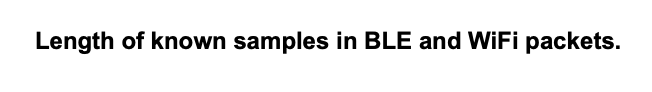 Length of known samples in BLE and WiFi packets.